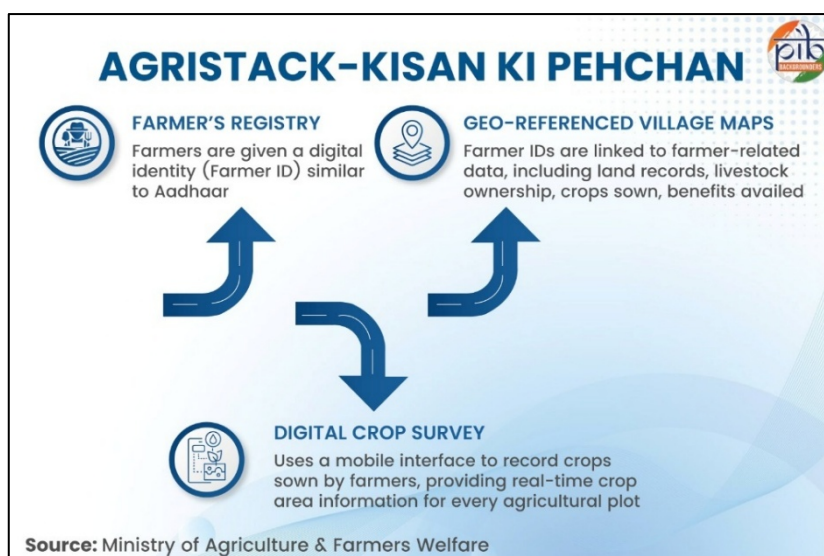 AGRISTACK-KISAN KI PEHCHAN
pib
BACKGROUNDERS
FARMER'S REGISTRY
Farmers are given a digital
identity (Farmer ID) similar
to Aadhaar
GEO-REFERENCED VILLAGE MAPS
Farmer IDs are linked to farmer-related
data, including land records, livestock
ownership, crops sown, benefits availed
DIGITAL CROP SURVEY
Uses a mobile interface to record crops
sown by farmers, providing real-time crop
area information for every agricultural plot
Source: Ministry of Agriculture & Farmers Welfare